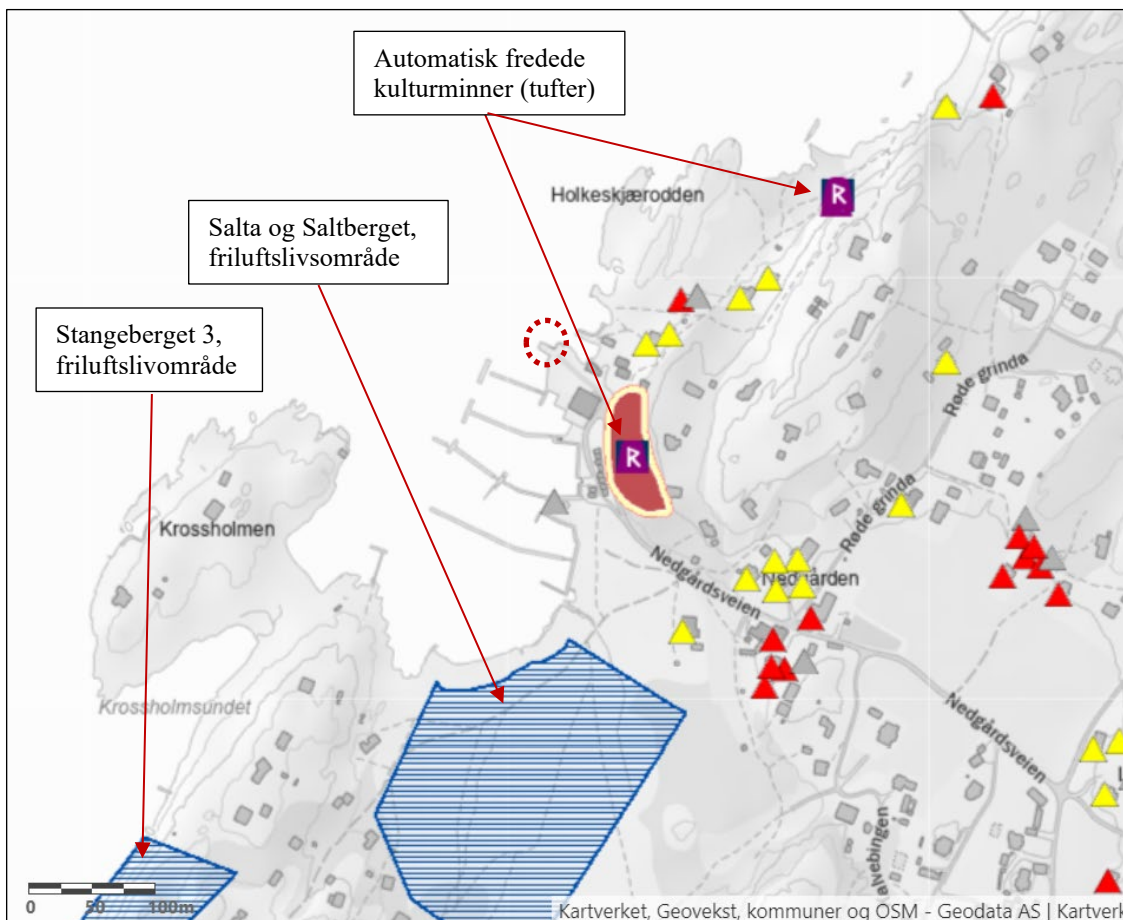 Automatisk fredede
kulturminner (tufter)
Holkeskjærodden
Salta og Saltberget,
friluftslivsområde
Stangeberget 3,
friluftslivområde
Røde grinda
Røde grinda
Krossholmen
Nedgårdsveien
Nedgården
Krossholmsundet
Nedgårdsveien
R
R
0
50
100m
Kartverket, Geovekst, kommuner og OSM - Geodata AS | Kartverk